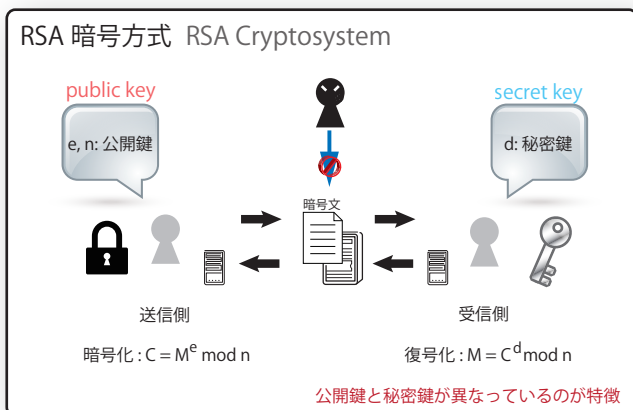 RSA 暗号方式 RSA Cryptosystem
public key
secret key
e, n: 公開鍵
d: 秘密鍵
暗号文
送信側
受信側
暗号化 : C = M^e mod n
復号化 : M = C^d mod n
公開鍵と秘密鍵が異なっているのが特徴